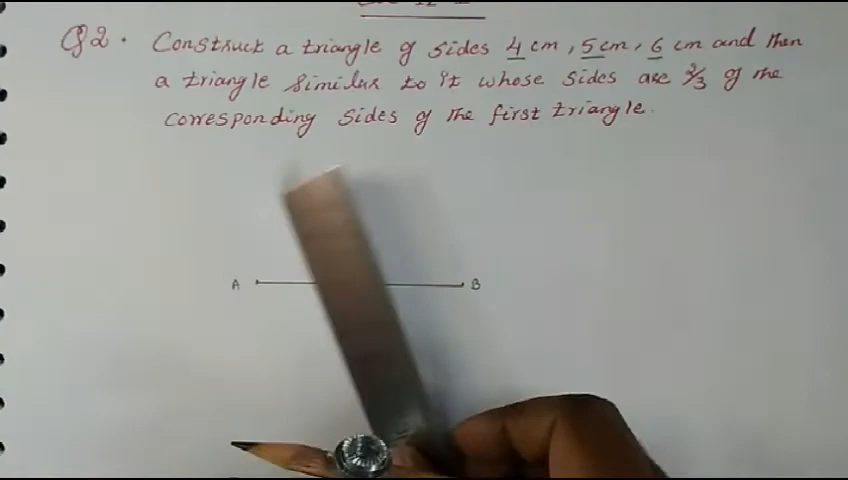 Q2. Construct a triangle of sides 4 cm, 5 cm, 6 cm and then
a triangle similar to it whose sides are 2/3 of the
corresponding sides of the first triangle.
A B